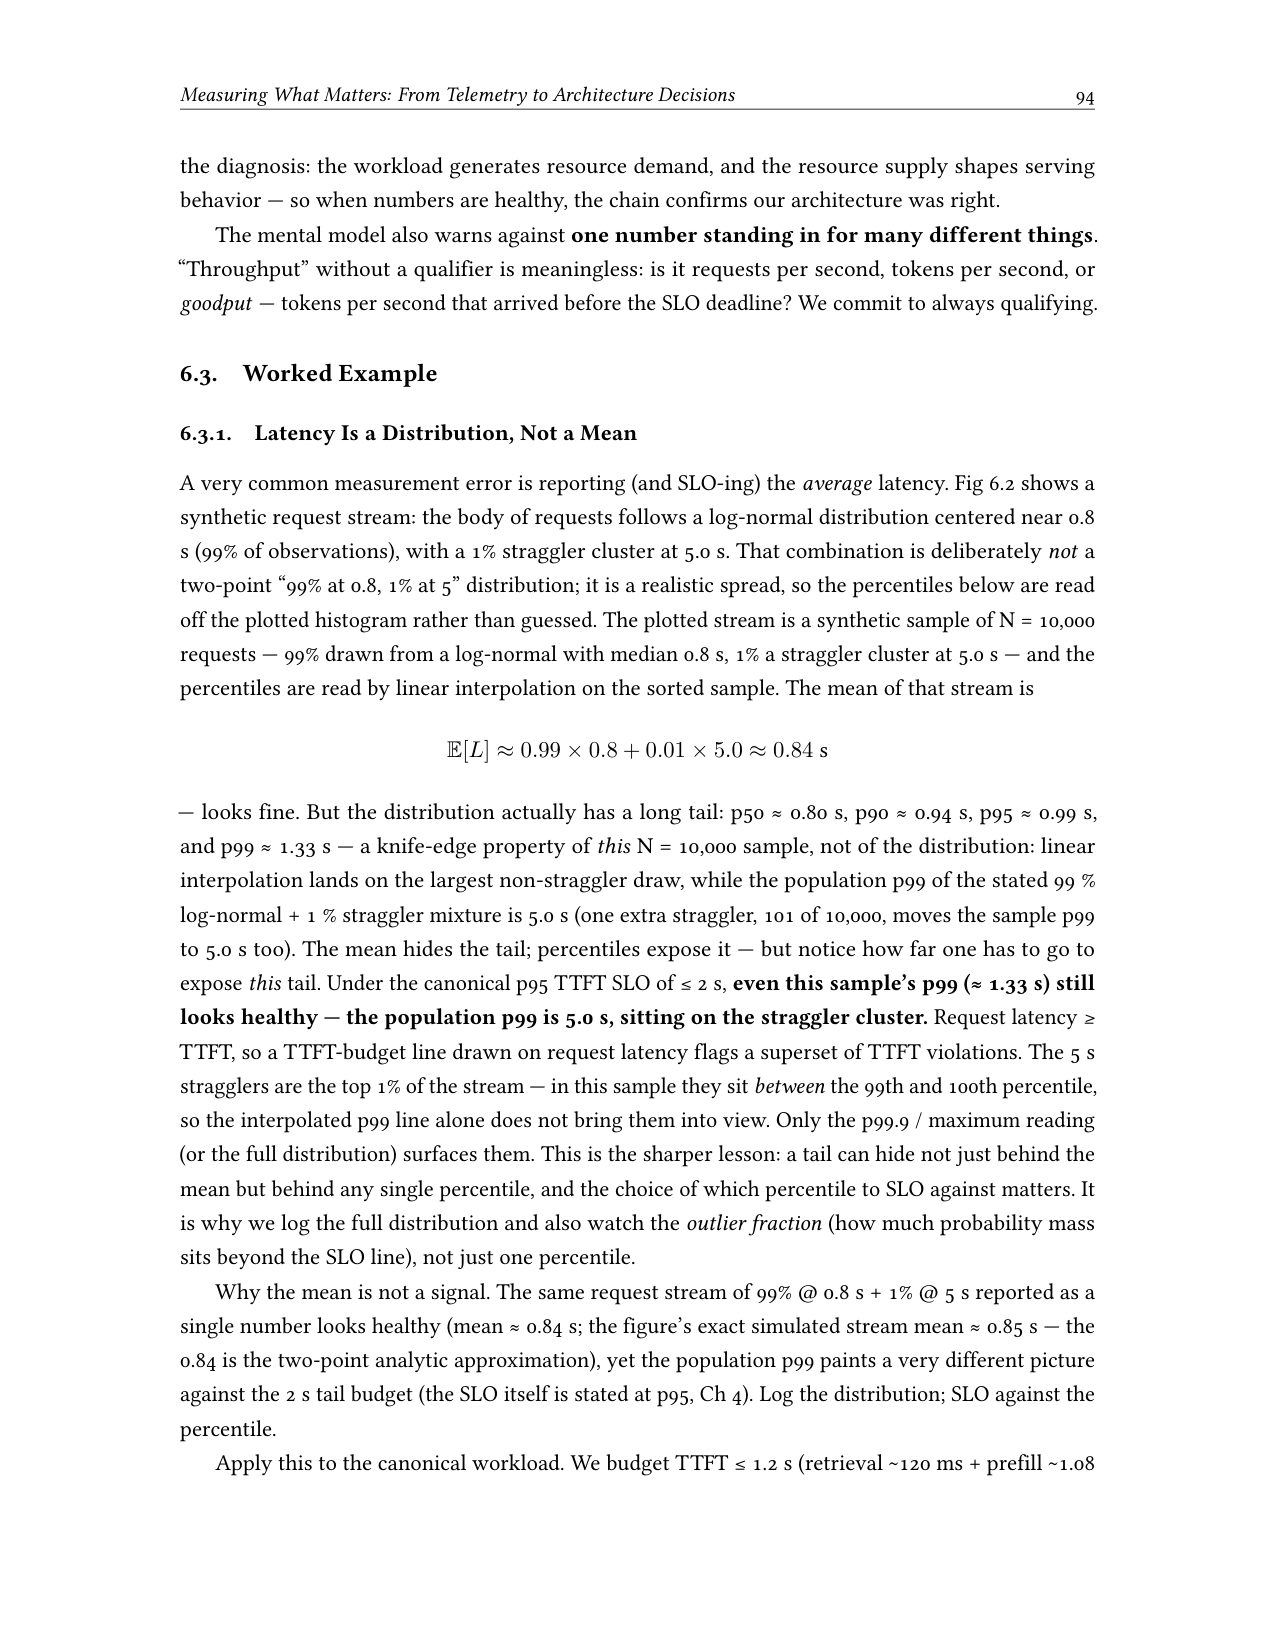 Measuring What Matters: From Telemetry to Architecture Decisions 94
the diagnosis: the workload generates resource demand, and the resource supply shapes serving
behavior — so when numbers are healthy, the chain confirms our architecture was right.
The mental model also warns against one number standing in for many different things.
“Throughput” without a qualifier is meaningless: is it requests per second, tokens per second, or
goodput — tokens per second that arrived before the SLO deadline? We commit to always qualifying.
6.3. Worked Example
6.3.1. Latency Is a Distribution, Not a Mean
A very common measurement error is reporting (and SLO-ing) the average latency. Fig 6.2 shows a
synthetic request stream: the body of requests follows a log-normal distribution centered near 0.8
s (99% of observations), with a 1% straggler cluster at 5.0 s. That combination is deliberately not a
two-point “99% at 0.8, 1% at 5” distribution; it is a realistic spread, so the percentiles below are read
off the plotted histogram rather than guessed. The plotted stream is a synthetic sample of N = 10,000
requests — 99% drawn from a log-normal with median 0.8 s, 1% a straggler cluster at 5.0 s — and the
percentiles are read by linear interpolation on the sorted sample. The mean of that stream is
𝔼[L] ≈ 0.99 × 0.8 + 0.01 × 5.0 ≈ 0.84 s
— looks fine. But the distribution actually has a long tail: p50 ≈ 0.80 s, p90 ≈ 0.94 s, p95 ≈ 0.99 s,
and p99 ≈ 1.33 s — a knife-edge property of this N = 10,000 sample, not of the distribution: linear
interpolation lands on the largest non-straggler draw, while the population p99 of the stated 99 %
log-normal + 1 % straggler mixture is 5.0 s (one extra straggler, 101 of 10,000, moves the sample p99
to 5.0 s too). The mean hides the tail; percentiles expose it — but notice how far one has to go to
expose this tail. Under the canonical p95 TTFT SLO of ≤ 2 s, even this sample’s p99 (≈ 1.33 s) still
looks healthy — the population p99 is 5.0 s, sitting on the straggler cluster. Request latency ≥
TTFT, so a TTFT-budget line drawn on request latency flags a superset of TTFT violations. The 5 s
stragglers are the top 1% of the stream — in this sample they sit between the 99th and 100th percentile,
so the interpolated p99 line alone does not bring them into view. Only the p99.9 / maximum reading
(or the full distribution) surfaces them. This is the sharper lesson: a tail can hide not just behind the
mean but behind any single percentile, and the choice of which percentile to SLO against matters. It
is why we log the full distribution and also watch the outlier fraction (how much probability mass
sits beyond the SLO line), not just one percentile.
Why the mean is not a signal. The same request stream of 99% @ 0.8 s + 1% @ 5 s reported as a
single number looks healthy (mean ≈ 0.84 s; the figure’s exact simulated stream mean ≈ 0.85 s — the
0.84 is the two-point analytic approximation), yet the population p99 paints a very different picture
against the 2 s tail budget (the SLO itself is stated at p95, Ch 4). Log the distribution; SLO against the
percentile.
Apply this to the canonical workload. We budget TTFT ≤ 1.2 s (retrieval ~120 ms + prefill ~1.08